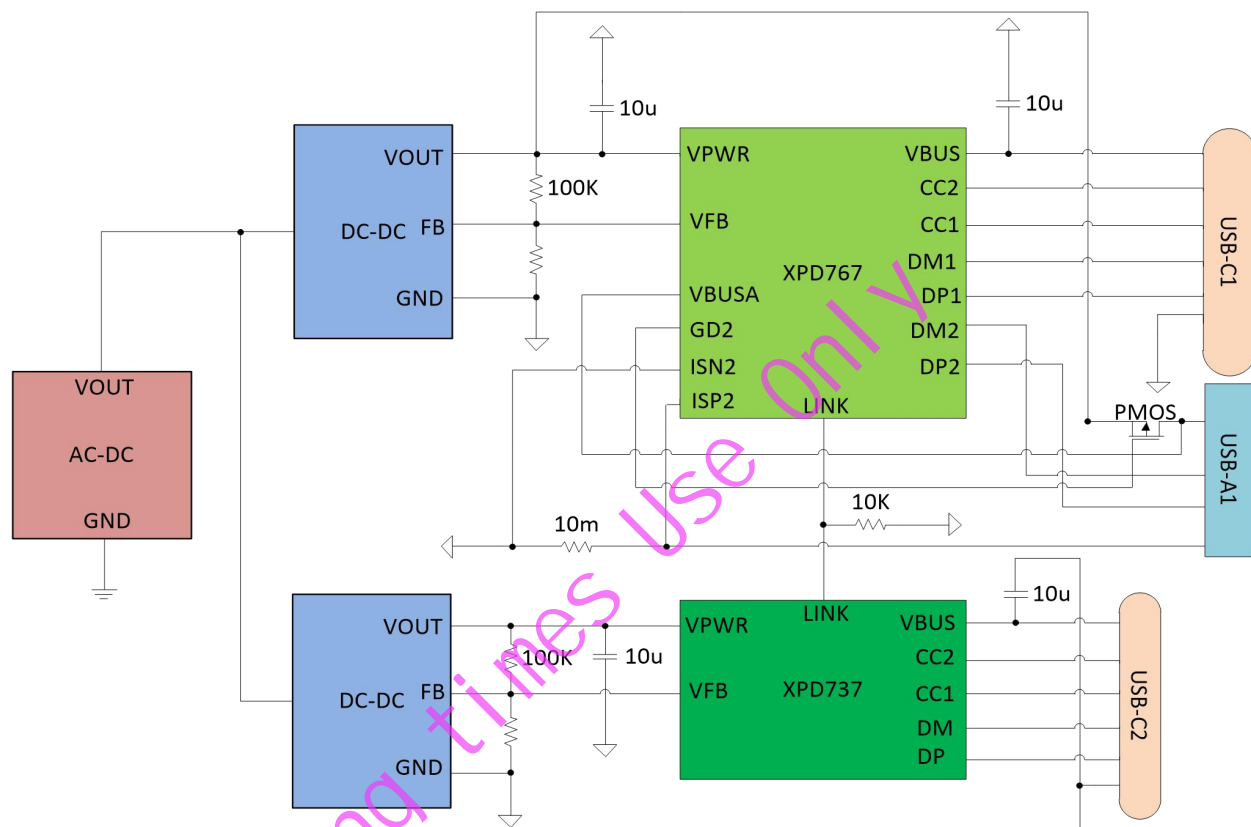 10u
10u
VOUT
100K
FB
DC-DC
GND
VPWR
VFB
VBUSA
GD2
ISN2
ISP2
XPD767
LINK
VBUS
CC2
CC1
DM1
DP1
DM2
DP2
USB-C1
PMOS
USB-A1
VOUT
AC-DC
GND
10m
10K
VOUT
100K
10u
FB
DC-DC
GND
VPWR
VFB
LINK
XPD737
VBUS
CC2
CC1
DM
DP
10u
USB-C2
ng times Use Only